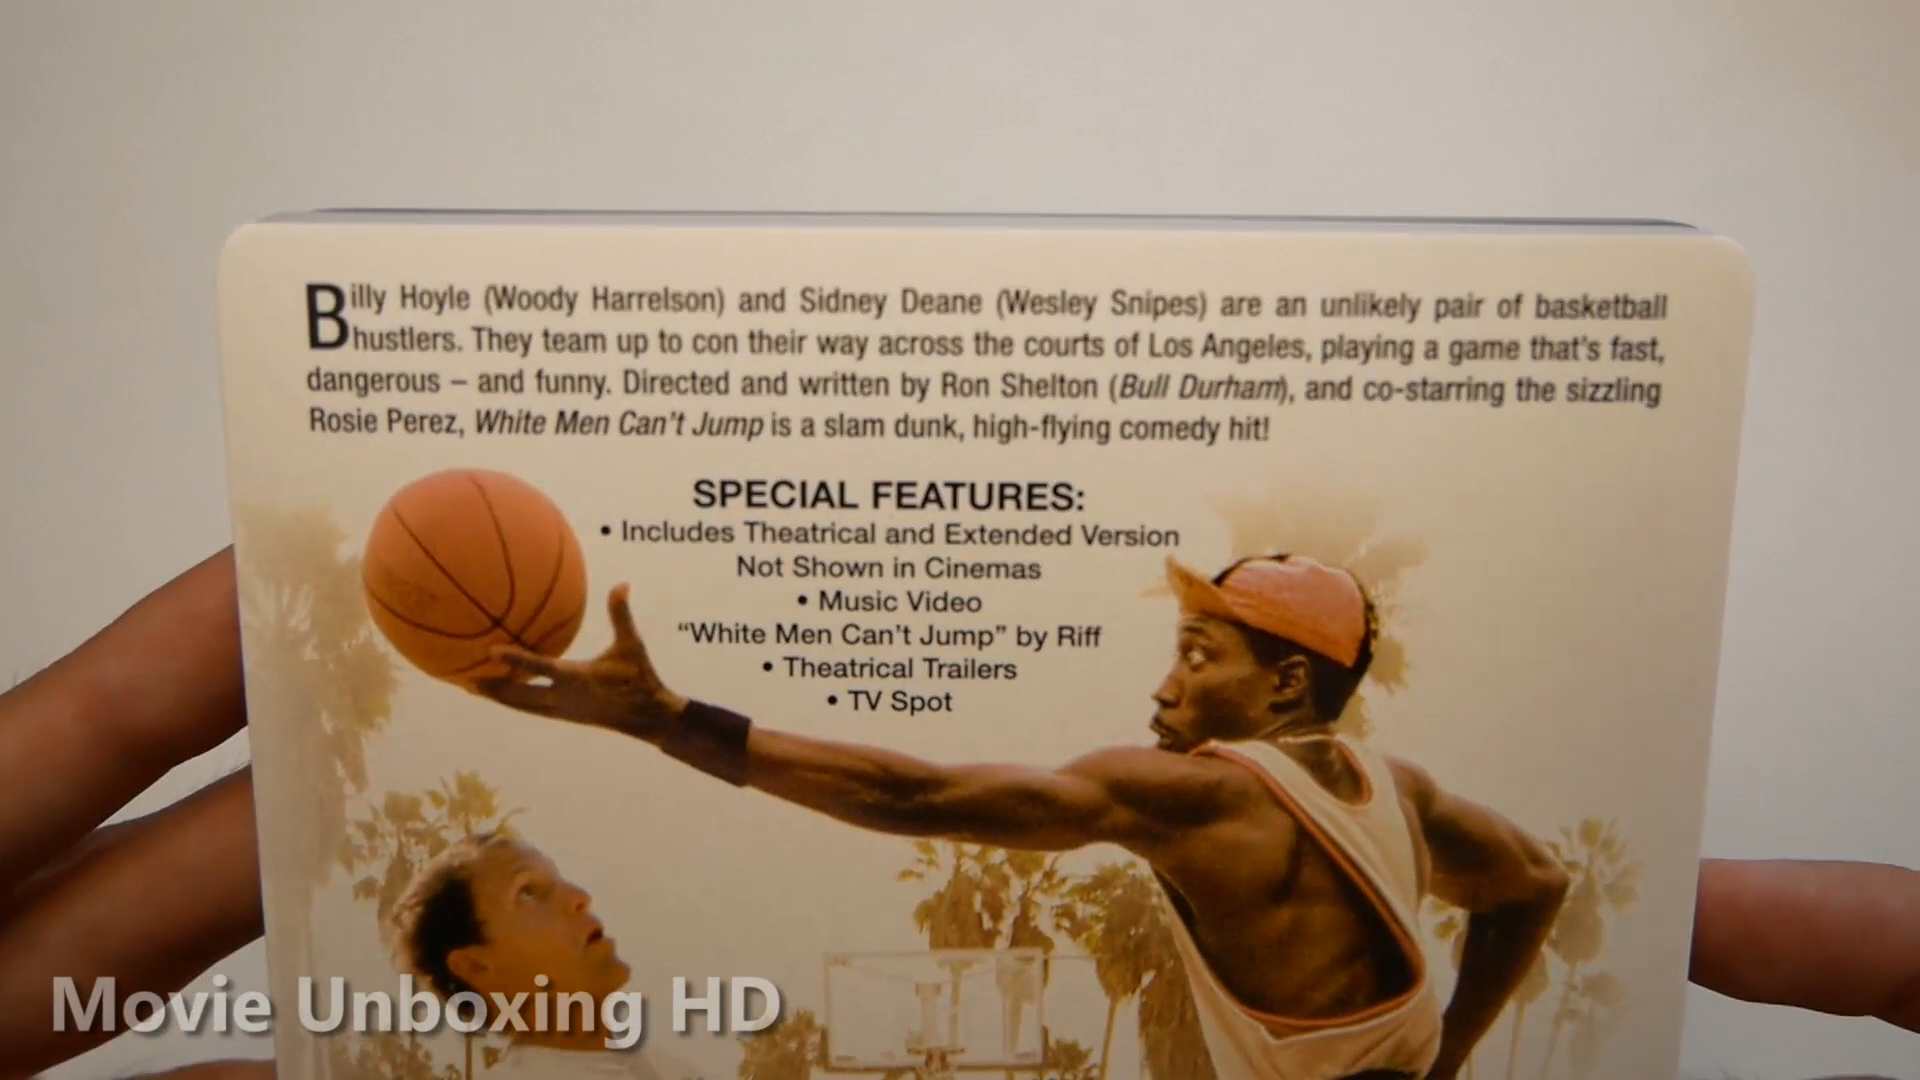 Billy Hoyle (Woody Harrelson) and Sidney Deane (Wesley Snipes) are an unlikely pair of basketball
hustlers. They team up to con their way across the courts of Los Angeles, playing a game that's fast,
dangerous – and funny. Directed and written by Ron Shelton (Bull Durham), and co-starring the sizzling
Rosie Perez, White Men Can't Jump is a slam dunk, high-flying comedy hit!
SPECIAL FEATURES:
• Includes Theatrical and Extended Version
Not Shown in Cinemas
• Music Video
“White Men Can't Jump” by Riff
• Theatrical Trailers
• TV Spot
Movie Unboxing HD